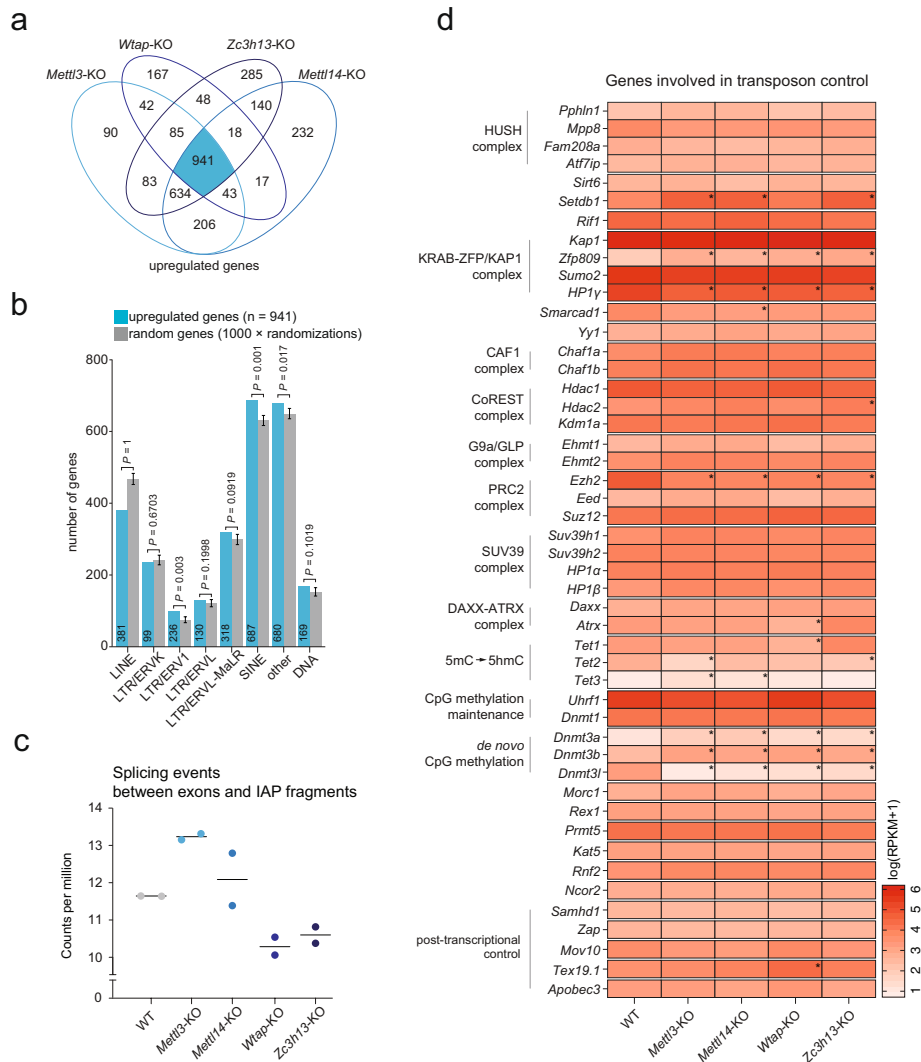 a
Wtap-KO
Zc3h13-KO
Mettl3-KO
Mettl14-KO
167
285
42
48
140
90
85
18
232
941
83
634
43
17
206
upregulated genes
b
upregulated genes (n = 941)
random genes (1000 × randomizations)
number of genes
800
600
400
200
0
P = 1
P = 0.6703
P = 0.003
P = 0.1998
P = 0.0919
P = 0.001
P = 0.017
P = 0.1019
381
99
236
130
318
687
680
169
LINE
LTR/ERVK
LTR/ERV1
LTR/ERVL
LTR/ERVL-MaLR
SINE
other
DNA
c
Splicing events
between exons and IAP fragments
Counts per million
14
13
12
11
10
0
WT
Mettl3-KO
Mettl14-KO
Wtap-KO
Zc3h13-KO
d
Genes involved in transposon control
HUSH
complex
Pphln1
Mpp8
Fam208a
Atf7ip
Sirt6
Setdb1
* * *
Rif1
KRAB-ZFP/KAP1
complex
Kap1
Zfp809
* * * *
Sumo2
HP1γ
* * * *
Smarcad1
*
Yy1
CAF1
complex
Chaf1a
Chaf1b
CoREST
complex
Hdac1
Hdac2
*
Kdm1a
G9a/GLP
complex
Ehmt1
Ehmt2
PRC2
complex
Ezh2
* * * *
Eed
Suz12
SUV39
complex
Suv39h1
Suv39h2
HP1α
HP1β
DAXX-ATRX
complex
Daxx
Atrx
*
5mC → 5hmC
Tet1
*
Tet2
* *
Tet3
* *
CpG methylation
maintenance
Uhrf1
Dnmt1
de novo
CpG methylation
Dnmt3a
* * * *
Dnmt3b
* * * *
Dnmt3l
* * * *
Morc1
Rex1
Prmt5
Kat5
Rnf2
Ncor2
post-transcriptional
control
Samhd1
Zap
Mov10
Tex19.1
*
Apobec3
WT
Mettl3-KO
Mettl14-KO
Wtap-KO
Zc3h13-KO
log(RPKM+1)
1 2 3 4 5 6